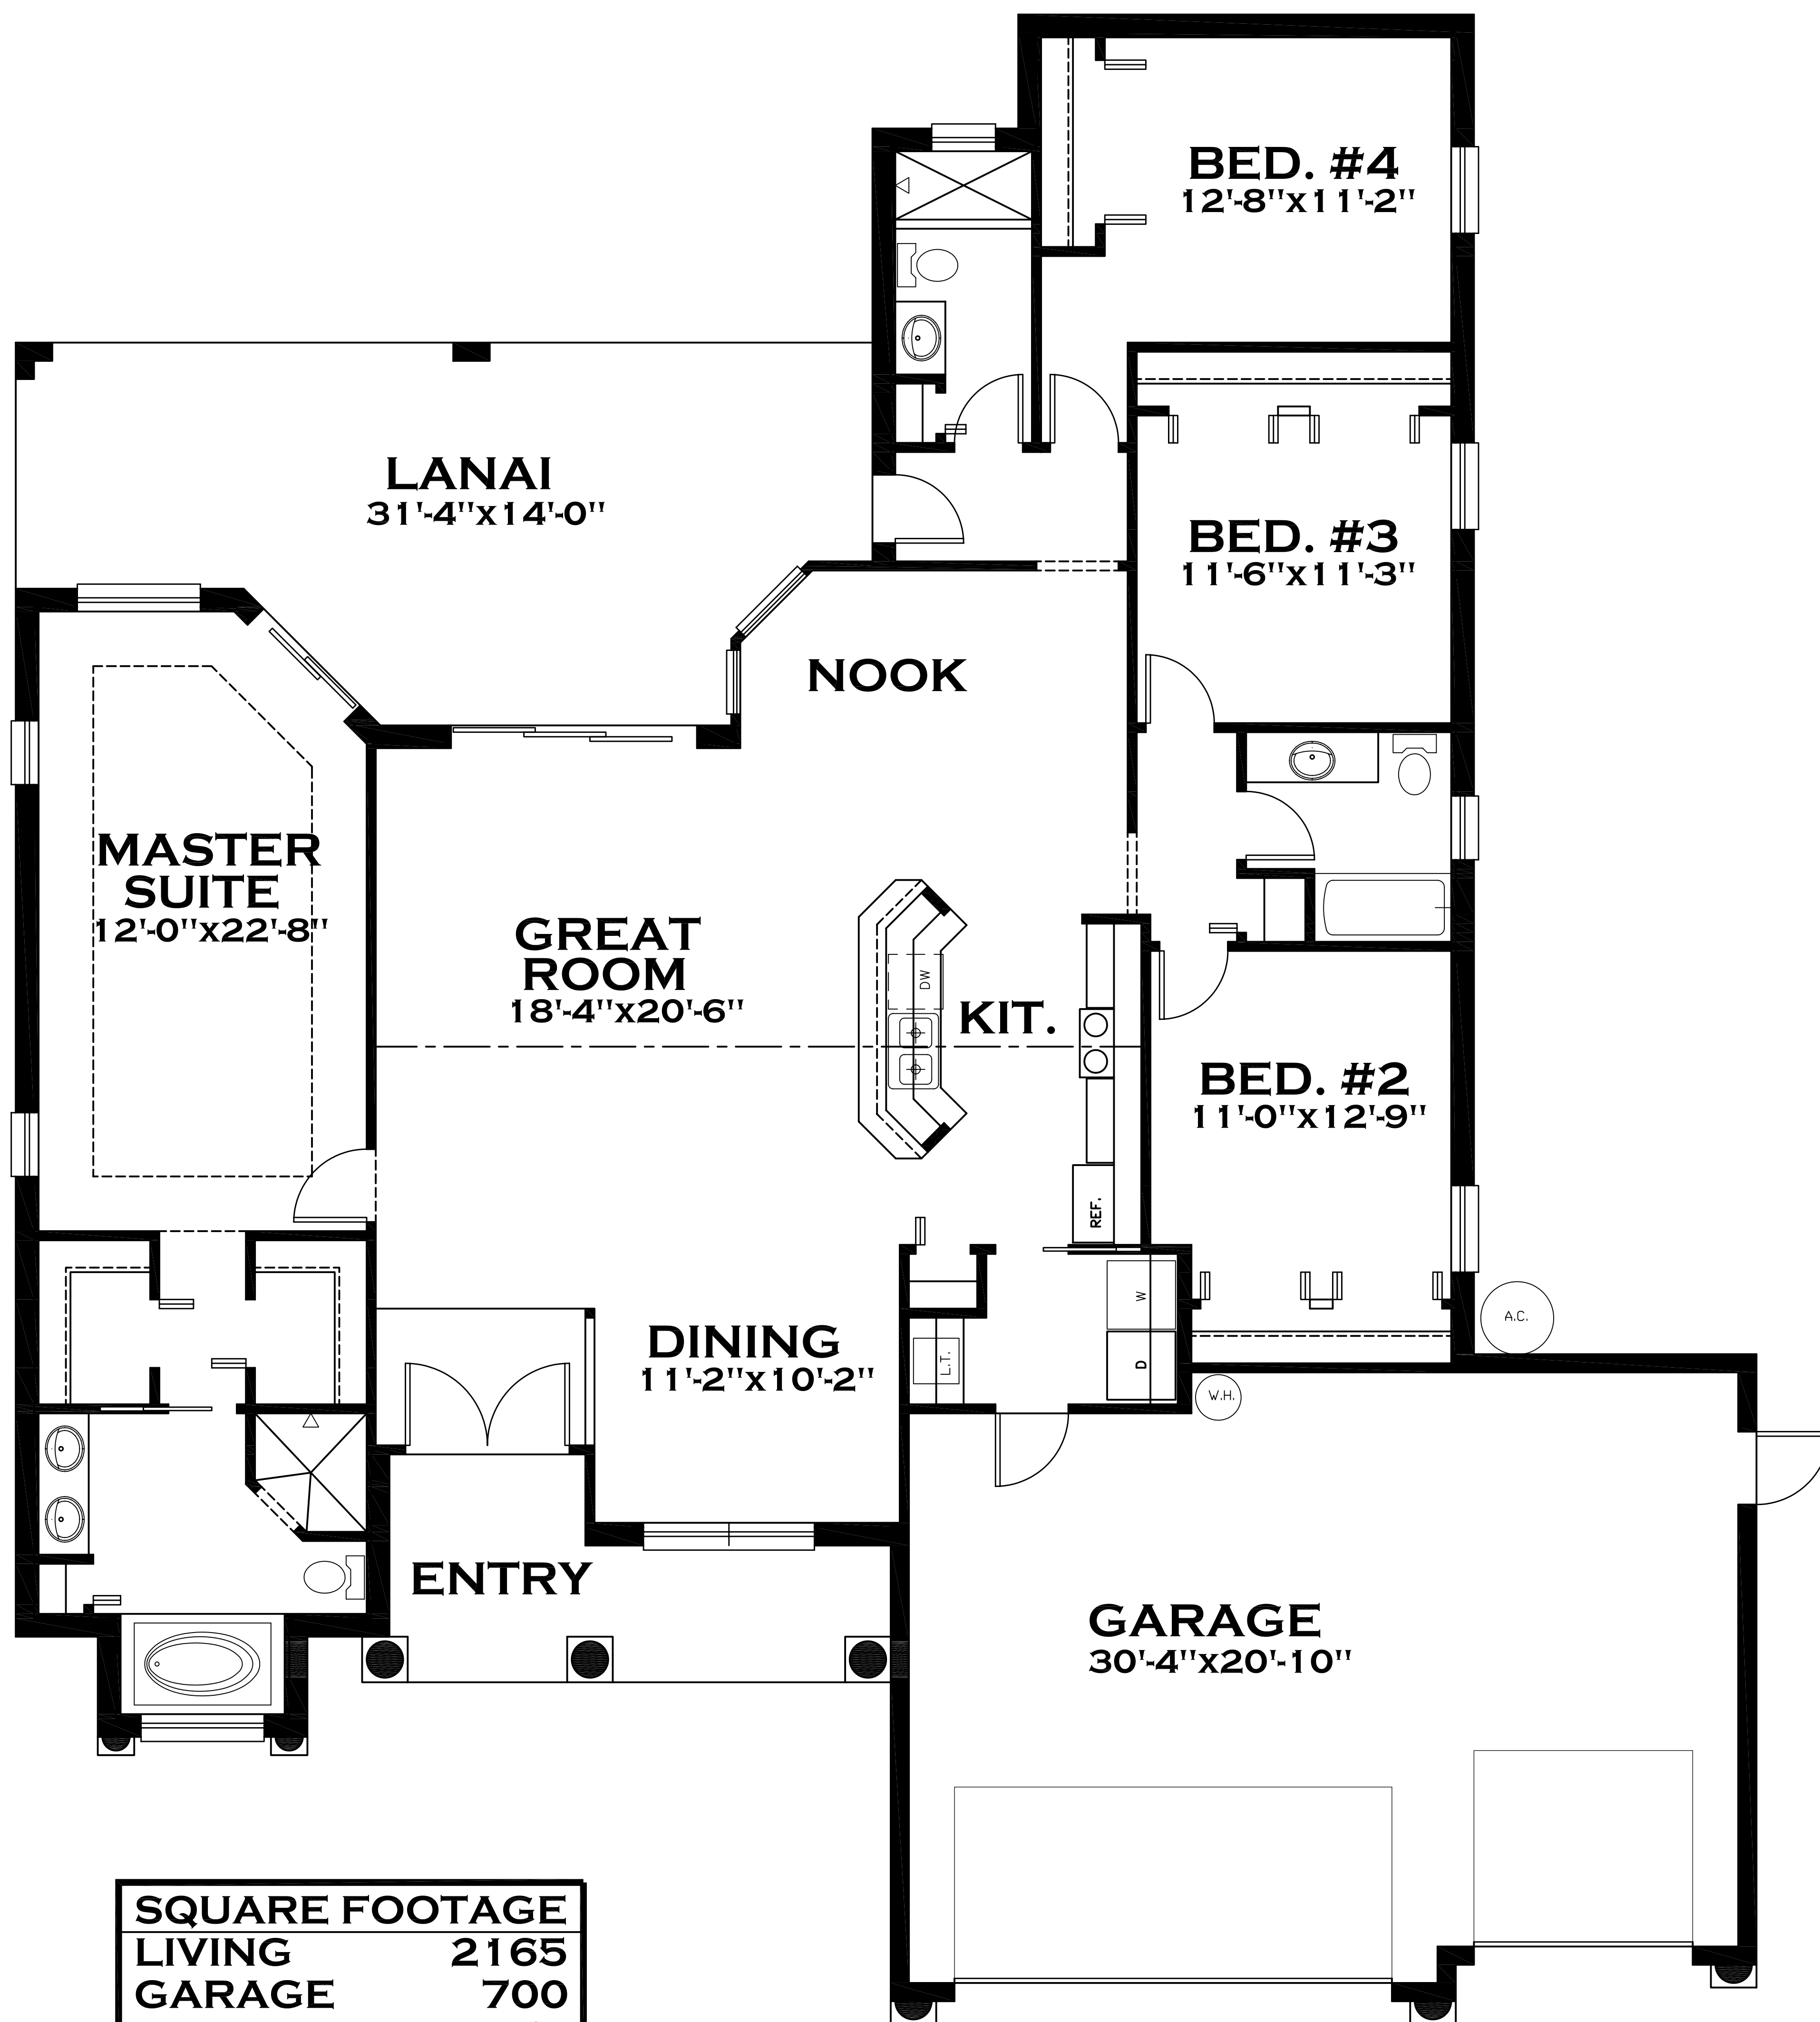 BED. #4
12'-8"x11'-2"
LANAI
31'-4"x14'-0"
BED. #3
11'-6"x11'-3"
NOOK
MASTER
SUITE
12'-0"x22'-8"
GREAT
ROOM
18'-4"x20'-6"
DW
KIT.
REF.
BED. #2
11'-0"x12'-9"
W
D
L.T.
A.C.
W.H.
DINING
11'-2"x10'-2"
ENTRY
GARAGE
30'-4"x20'-10"
SQUARE FOOTAGE
LIVING 2165
GARAGE 700